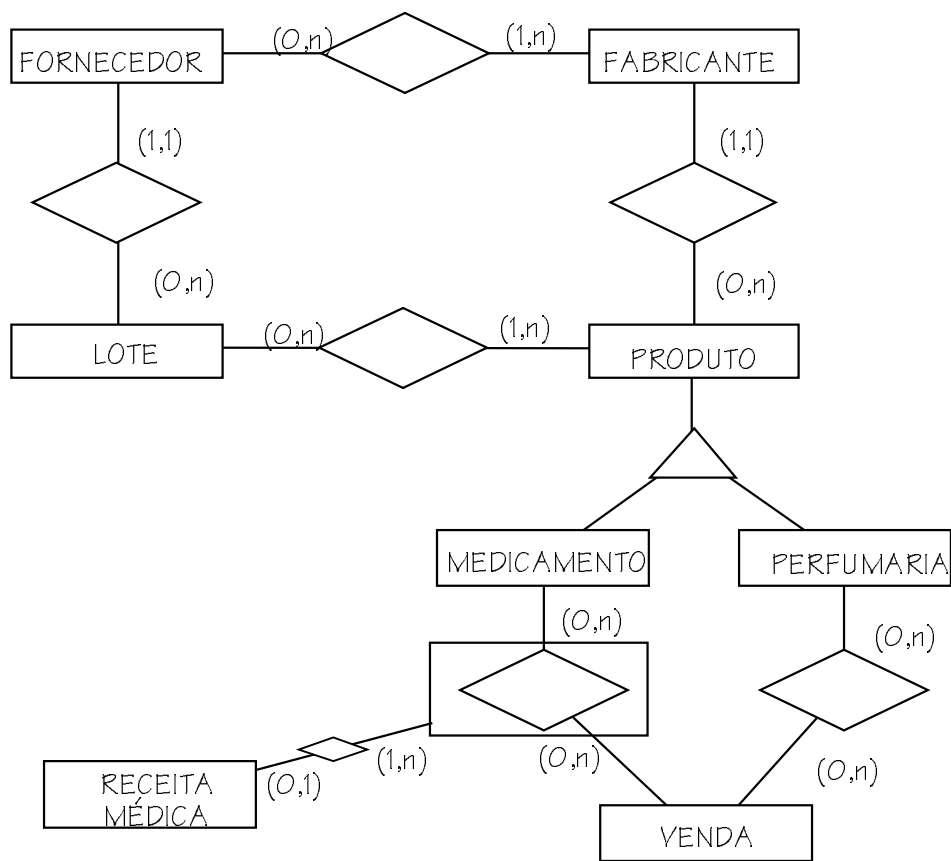 (0,n)
(1,n)
FORNECEDOR
FABRICANTE
(1,1)
(1,1)
(0,n)
(0,n)
(0,n)
(1,n)
LOTE
PRODUTO
MEDICAMENTO
PERFUMARIA
(0,n)
(0,n)
(0,n)
(1,n)
(0,n)
(0,1)
RECEITA
MÉDICA
VENDA